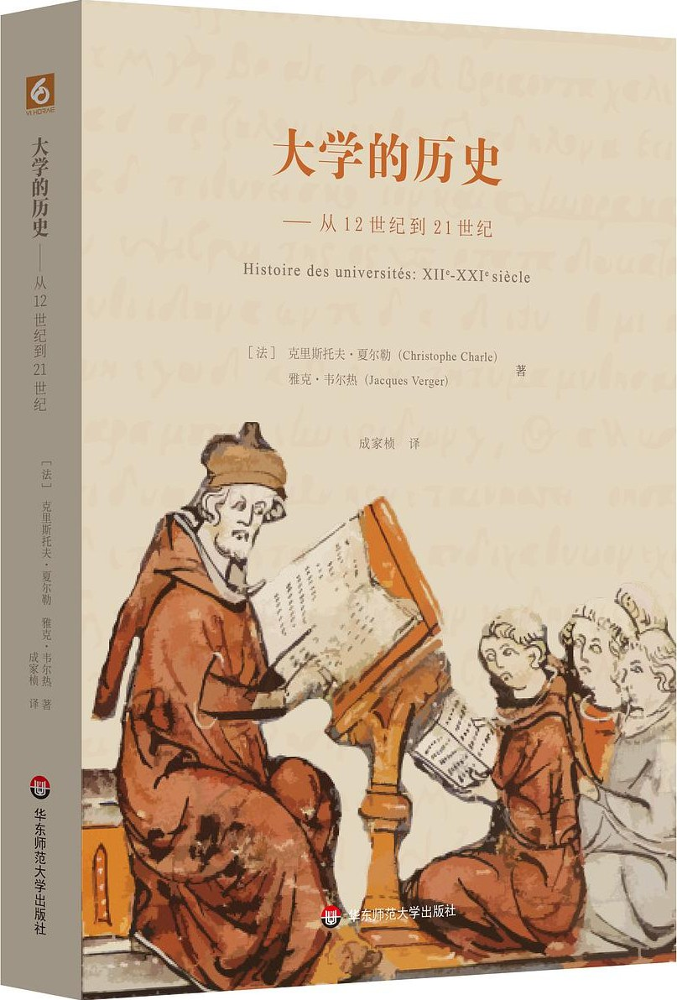 大学的历史
——从12世纪到21世纪
Histoire des universités: XIIe-XXIe siècle
[法] 克里斯托夫·夏尔勒（Christophe Charle）
雅克·韦尔热（Jacques Verger）
著
成家桢 译
华东师范大学出版社
6
VI HORAE
大学的历史——从12世纪到21世纪
[法] 克里斯托夫·夏尔勒 雅克·韦尔热 著
成家桢 译
华东师范大学出版社